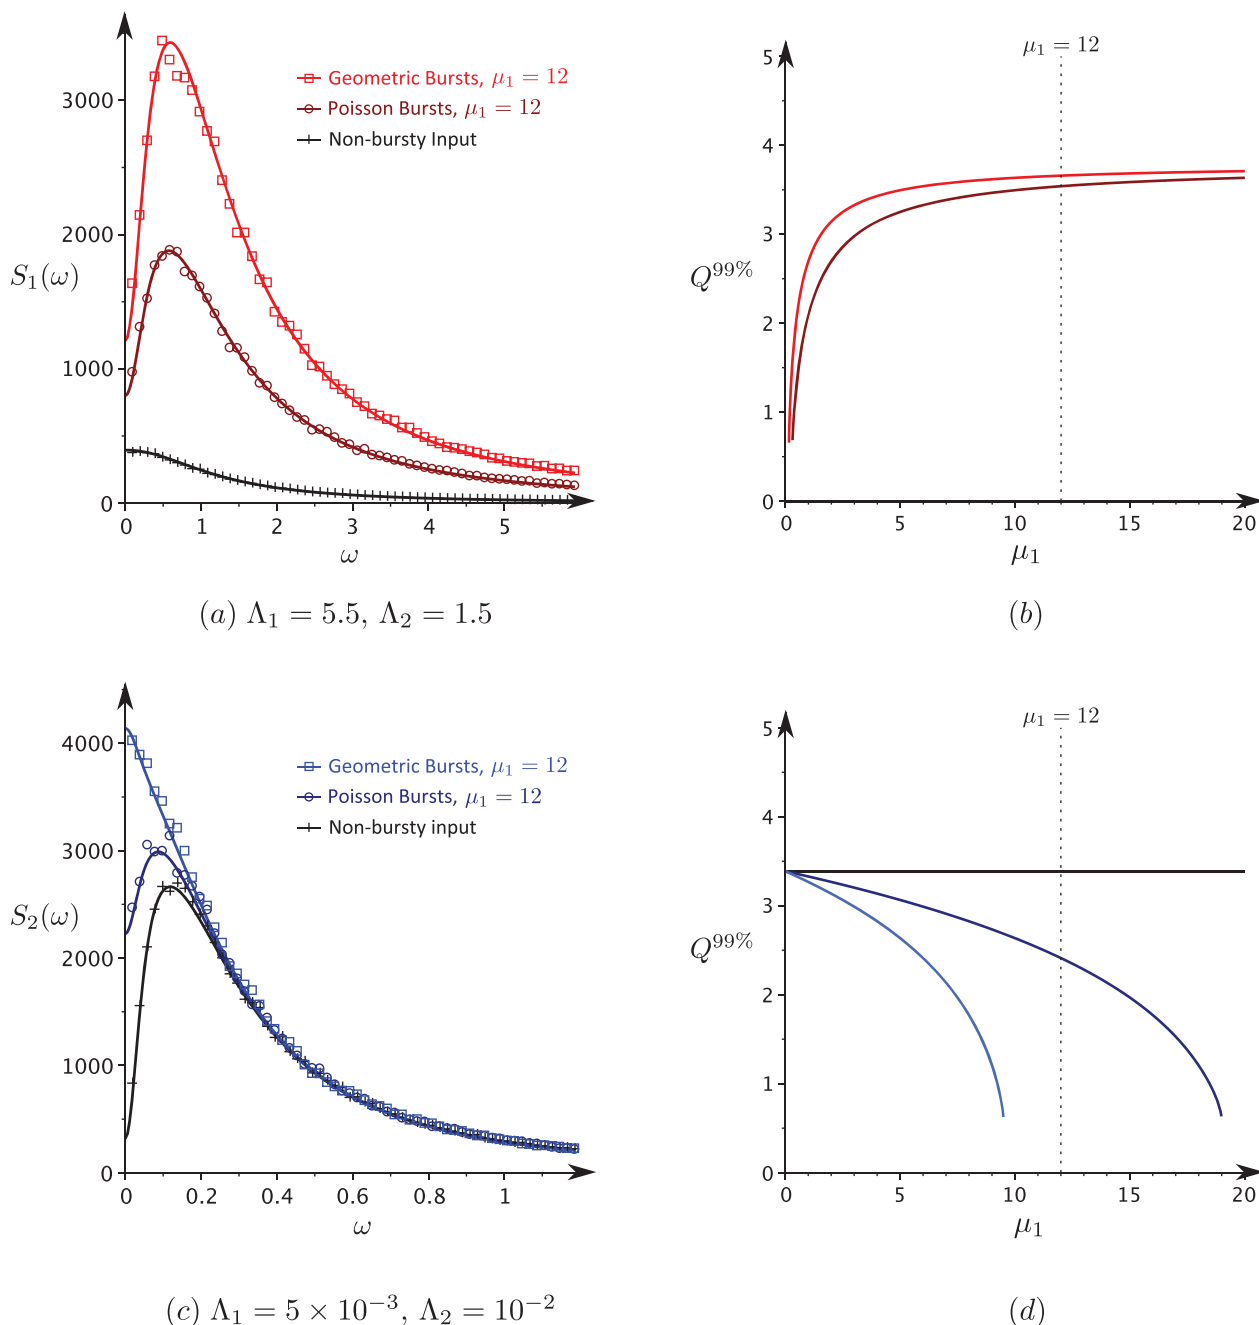 3000
2000
1000
0
S₁(ω)
Geometric Bursts, μ₁ = 12
Poisson Bursts, μ₁ = 12
Non-bursty Input
0 1 2 3 4 5
ω
(a) Λ₁ = 5.5, Λ₂ = 1.5
μ₁ = 12
5
4
3
2
1
0
Q^{99%}
0 5 10 15 20
μ₁
(b)
4000
3000
2000
1000
0
S₂(ω)
Geometric Bursts, μ₁ = 12
Poisson Bursts, μ₁ = 12
Non-bursty input
0 0.2 0.4 0.6 0.8 1
ω
(c) Λ₁ = 5 × 10⁻³, Λ₂ = 10⁻²
μ₁ = 12
5
4
3
2
1
0
Q^{99%}
0 5 10 15 20
μ₁
(d)